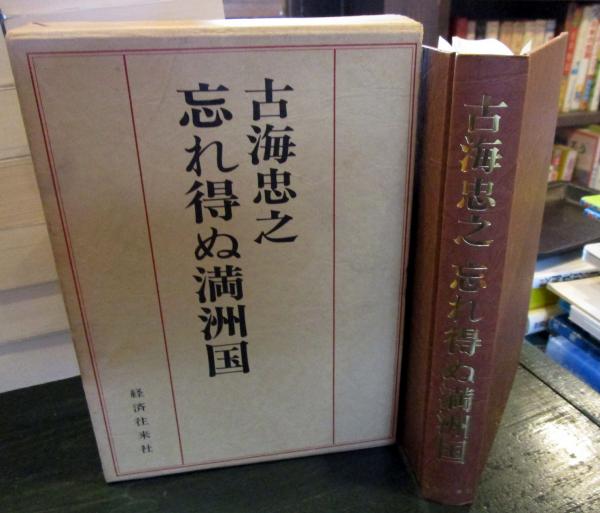 古海忠之
忘れ得ぬ満洲国
経済往来社
古海忠之 忘れ得ぬ満洲国